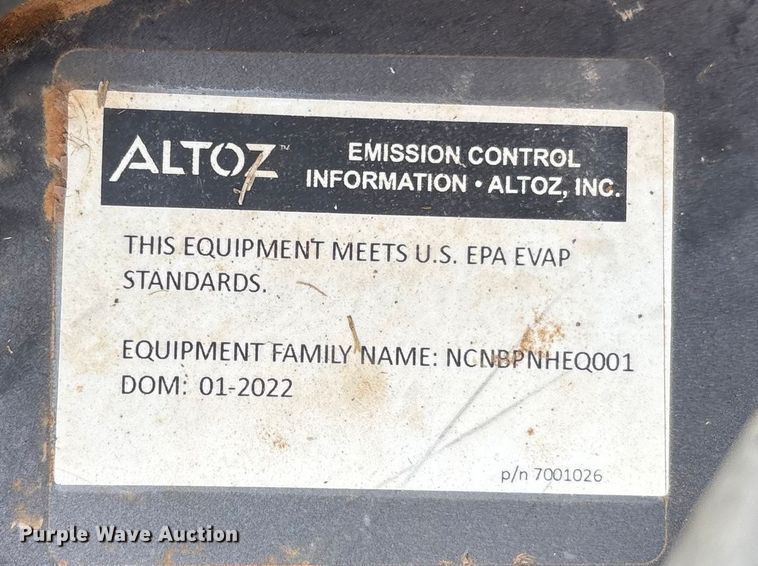 ALTOZ™
EMISSION CONTROL
INFORMATION • ALTOZ, INC.
THIS EQUIPMENT MEETS U.S. EPA EVAP
STANDARDS.
EQUIPMENT FAMILY NAME: NCNBPNHEQ001
DOM: 01-2022
p/n 7001026
Purple Wave Auction